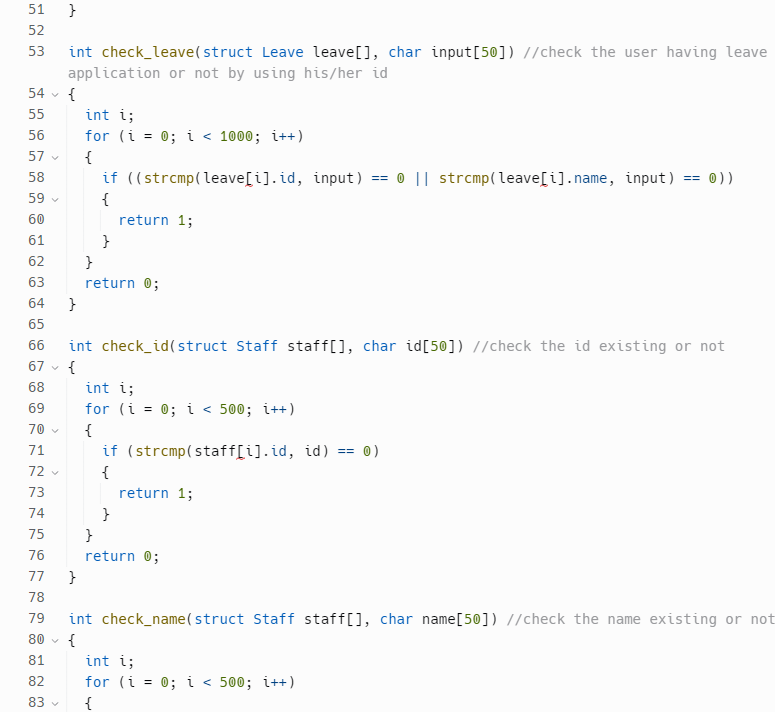 51 }
52
53 int check_leave(struct Leave leave[], char input[50]) //check the user having leave
application or not by using his/her id
54 {
55 int i;
56 for (i = 0; i < 1000; i++)
57 {
58 if ((strcmp(leave[i].id, input) == 0 || strcmp(leave[i].name, input) == 0))
59 {
60 return 1;
61 }
62 }
63 return 0;
64 }
65
66 int check_id(struct Staff staff[], char id[50]) //check the id existing or not
67 {
68 int i;
69 for (i = 0; i < 500; i++)
70 {
71 if (strcmp(staff[i].id, id) == 0)
72 {
73 return 1;
74 }
75 }
76 return 0;
77 }
78
79 int check_name(struct Staff staff[], char name[50]) //check the name existing or not
80 {
81 int i;
82 for (i = 0; i < 500; i++)
83 {